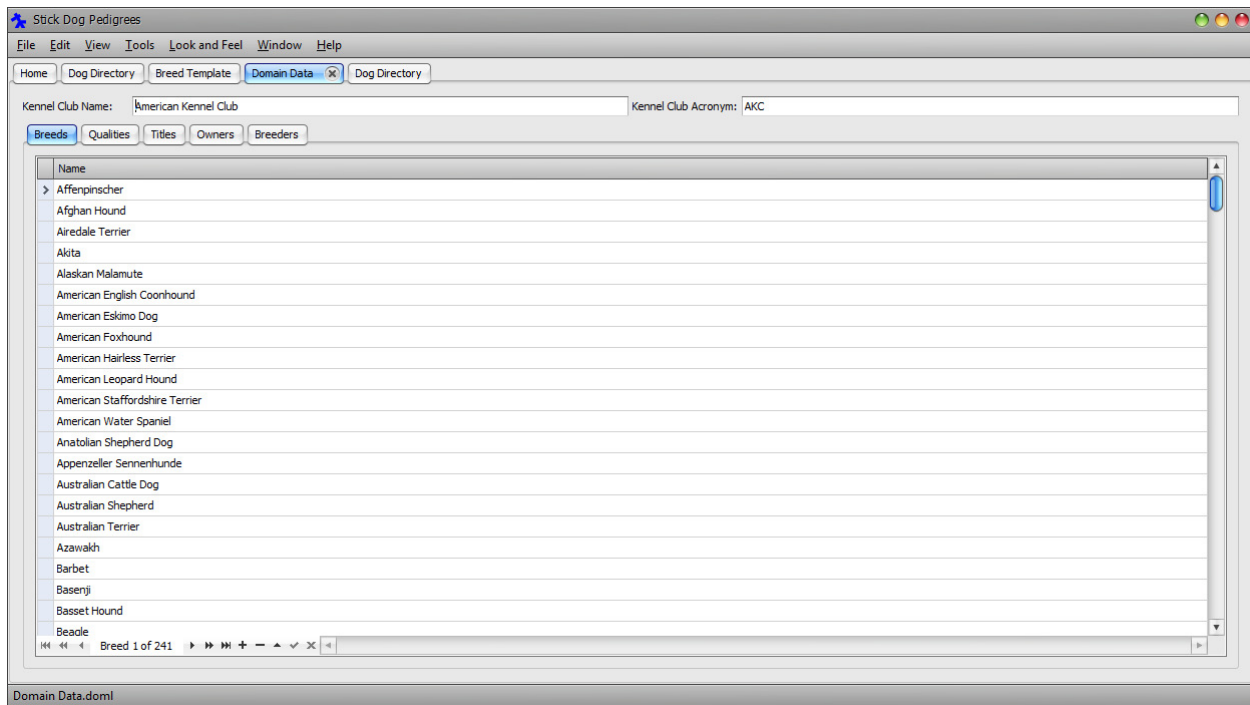 Stick Dog Pedigrees
File Edit View Tools Look and Feel Window Help
Home Dog Directory Breed Template Domain Data Dog Directory
Kennel Club Name: American Kennel Club Kennel Club Acronym: AKC
Breeds Qualities Titles Owners Breeders
Name
Affenpinscher
Afghan Hound
Airedale Terrier
Akita
Alaskan Malamute
American English Coonhound
American Eskimo Dog
American Foxhound
American Hairless Terrier
American Leopard Hound
American Staffordshire Terrier
American Water Spaniel
Anatolian Shepherd Dog
Appenzeller Sennenhunde
Australian Cattle Dog
Australian Shepherd
Australian Terrier
Azawakh
Barbet
Basenji
Basset Hound
Beagle
Breed 1 of 241
Domain Data.doml